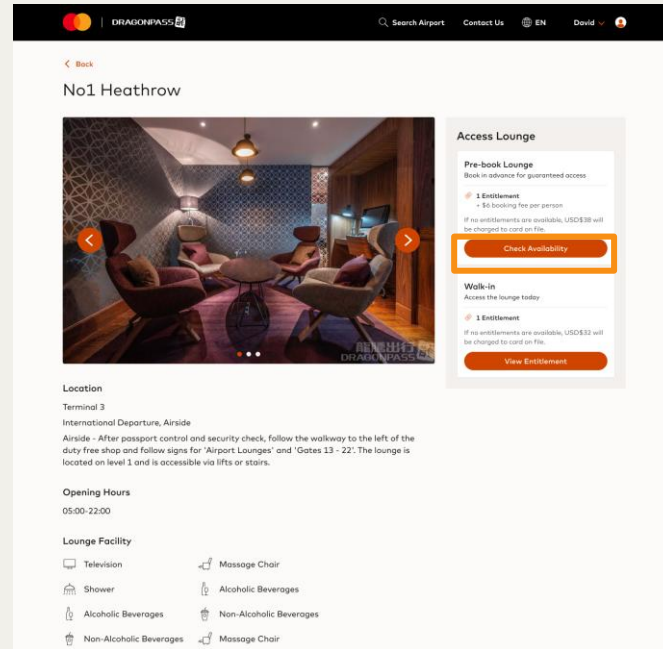 DRAGONPASS
Search Airport
Contact Us
EN
David
Back
No1 Heathrow
龍騰出行
DRAGONPASS
Access Lounge
Pre-book Lounge
Book in advance for guaranteed access
1 Entitlement
+ $6 booking fee per person
If no entitlements are available, USD$38 will
be charged to card on file.
Check Availability
Walk-in
Access the lounge today
1 Entitlement
If no entitlements are available, USD$32 will
be charged to card on file.
View Entitlement
Location
Terminal 3
International Departure, Airside
Airside - After passport control and security check, follow the walkway to the left of the
duty free shop and follow signs for 'Airport Lounges' and 'Gates 13 - 22'. The lounge is
located on level 1 and is accessible via lifts or stairs.
Opening Hours
05:00-22:00
Lounge Facility
Television
Massage Chair
Shower
Alcoholic Beverages
Alcoholic Beverages
Non-Alcoholic Beverages
Non-Alcoholic Beverages
Massage Chair